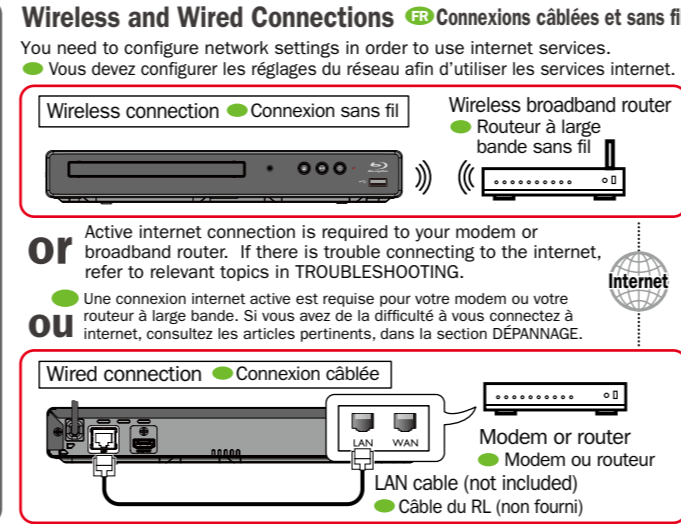 Wireless and Wired Connections FR Connexions câblées et sans fil
You need to configure network settings in order to use internet services.
Vous devez configurer les réglages du réseau afin d’utiliser les services internet.
Wireless connection Connexion sans fil
Wireless broadband router
Routeur à large
bande sans fil
or
Active internet connection is required to your modem or
broadband router. If there is trouble connecting to the internet,
refer to relevant topics in TROUBLESHOOTING.
Internet
ou
Une connexion internet active est requise pour votre modem ou votre
routeur à large bande. Si vous avez de la difficulté à vous connectez à
internet, consultez les articles pertinents, dans la section DÉPANNAGE.
Wired connection Connexion câblée
LAN WAN
Modem or router
Modem ou routeur
LAN cable (not included)
Câble du RL (non fourni)